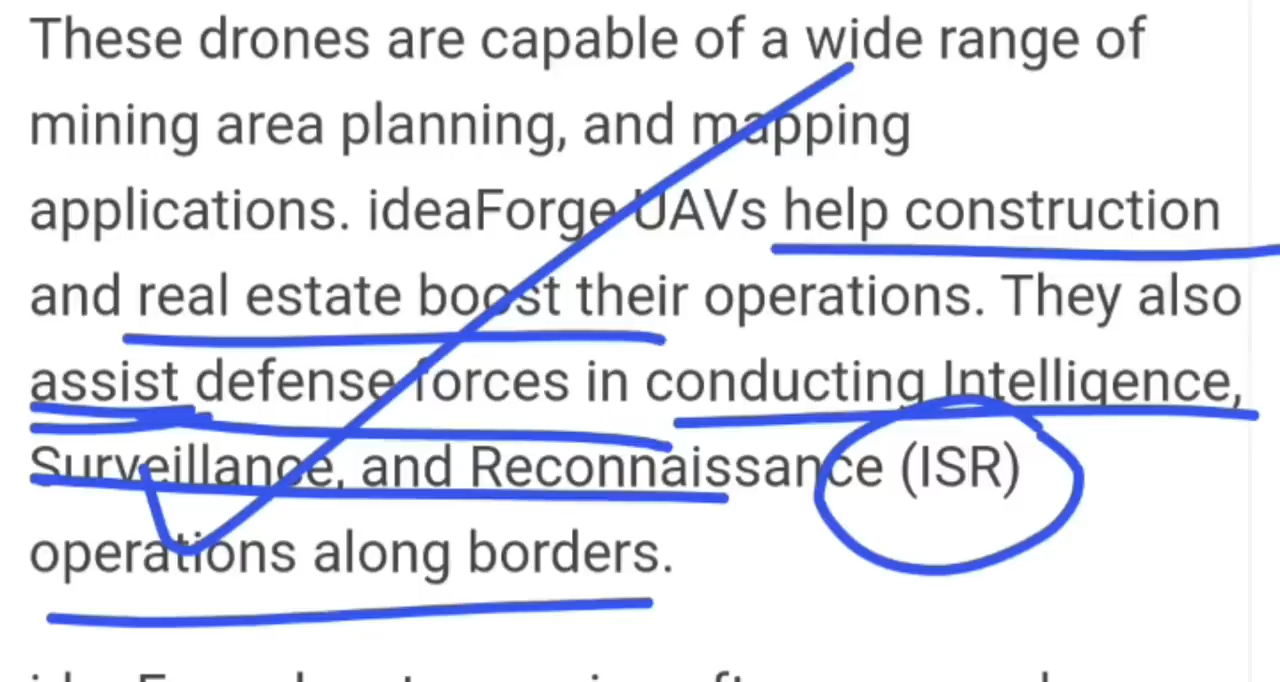 These drones are capable of a wide range of
mining area planning, and mapping
applications. ideaForge UAVs help construction
and real estate boost their operations. They also
assist defense forces in conducting Intelligence,
Surveillance, and Reconnaissance (ISR)
operations along borders.